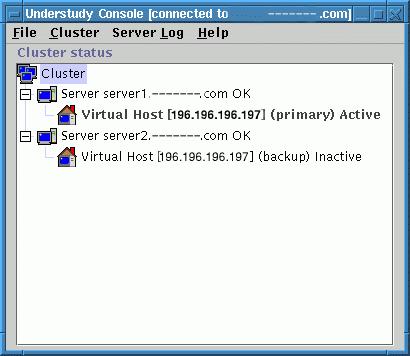 Understudy Console [connected to -------.com]
File Cluster Server Log Help
Cluster status
Cluster
Server server1.-------.com OK
Virtual Host [196.196.196.197] (primary) Active
Server server2.-------.com OK
Virtual Host [196.196.196.197] (backup) Inactive